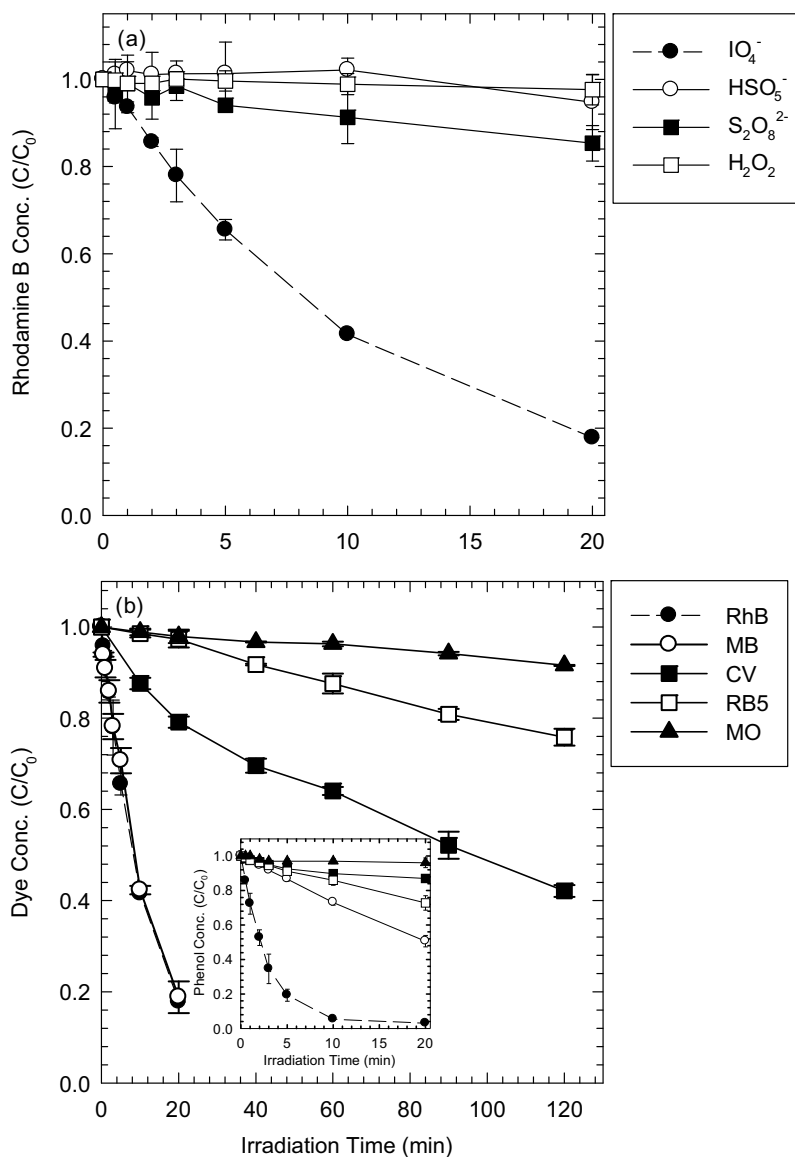 (a)
1.0
0.8
0.6
0.4
0.2
0.0
0
5
10
15
20
Rhodamine B Conc. (C/C₀)
IO₄⁻
HSO₅⁻
S₂O₈²⁻
H₂O₂
(b)
1.0
0.8
0.6
0.4
0.2
0.0
0
20
40
60
80
100
120
Dye Conc. (C/C₀)
Irradiation Time (min)
RhB
MB
CV
RB5
MO
1.0
0.8
0.6
0.4
0.2
0.0
0
5
10
15
20
Phenol Conc. (C/C₀)
Irradiation Time (min)